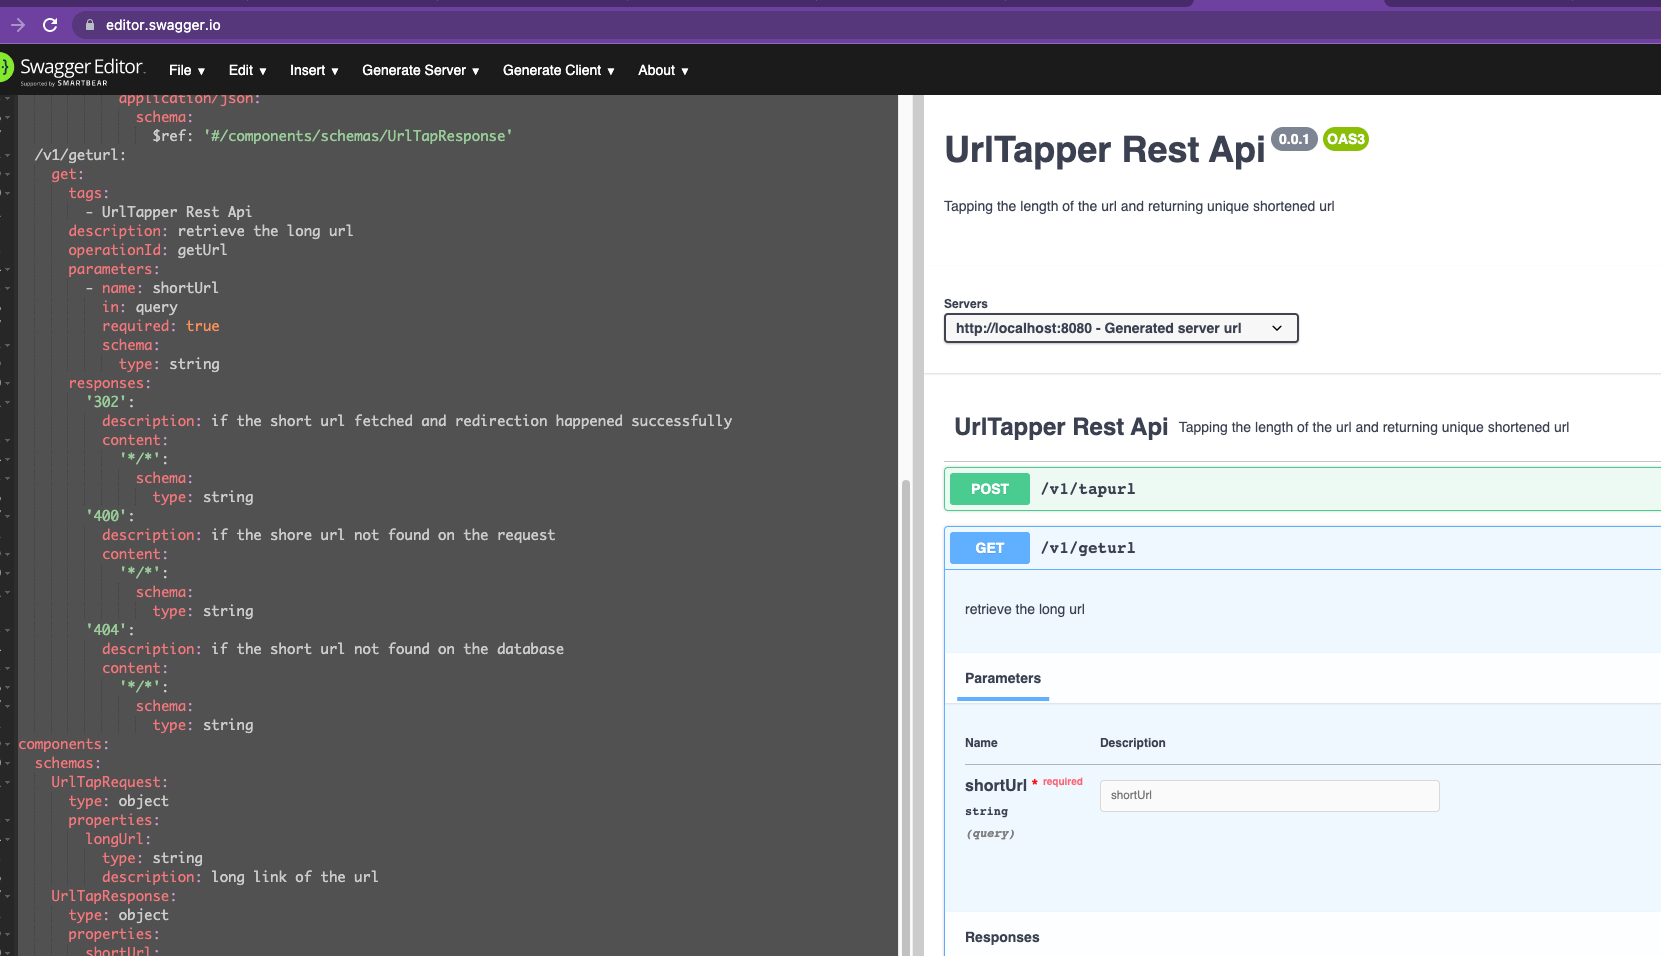 editor.swagger.io
Swagger Editor.
Supported by SMARTBEAR
File ▾ Edit ▾ Insert ▾ Generate Server ▾ Generate Client ▾ About ▾
application/json:
schema:
$ref: '#/components/schemas/UrlTapResponse'
/v1/geturl:
get:
tags:
- UrlTapper Rest Api
description: retrieve the long url
operationId: getUrl
parameters:
- name: shortUrl
in: query
required: true
schema:
type: string
responses:
'302':
description: if the short url fetched and redirection happened successfully
content:
'*/*':
schema:
type: string
'400':
description: if the shore url not found on the request
content:
'*/*':
schema:
type: string
'404':
description: if the short url not found on the database
content:
'*/*':
schema:
type: string
components:
schemas:
UrlTapRequest:
type: object
properties:
longUrl:
type: string
description: long link of the url
UrlTapResponse:
type: object
properties:
shortUrl:
UrlTapper Rest Api 0.0.1 OAS3
Tapping the length of the url and returning unique shortened url
Servers
http://localhost:8080 - Generated server url
UrlTapper Rest Api Tapping the length of the url and returning unique shortened url
POST /v1/tapurl
GET /v1/geturl
retrieve the long url
Parameters
Name Description
shortUrl * required
shortUrl
string
(query)
Responses